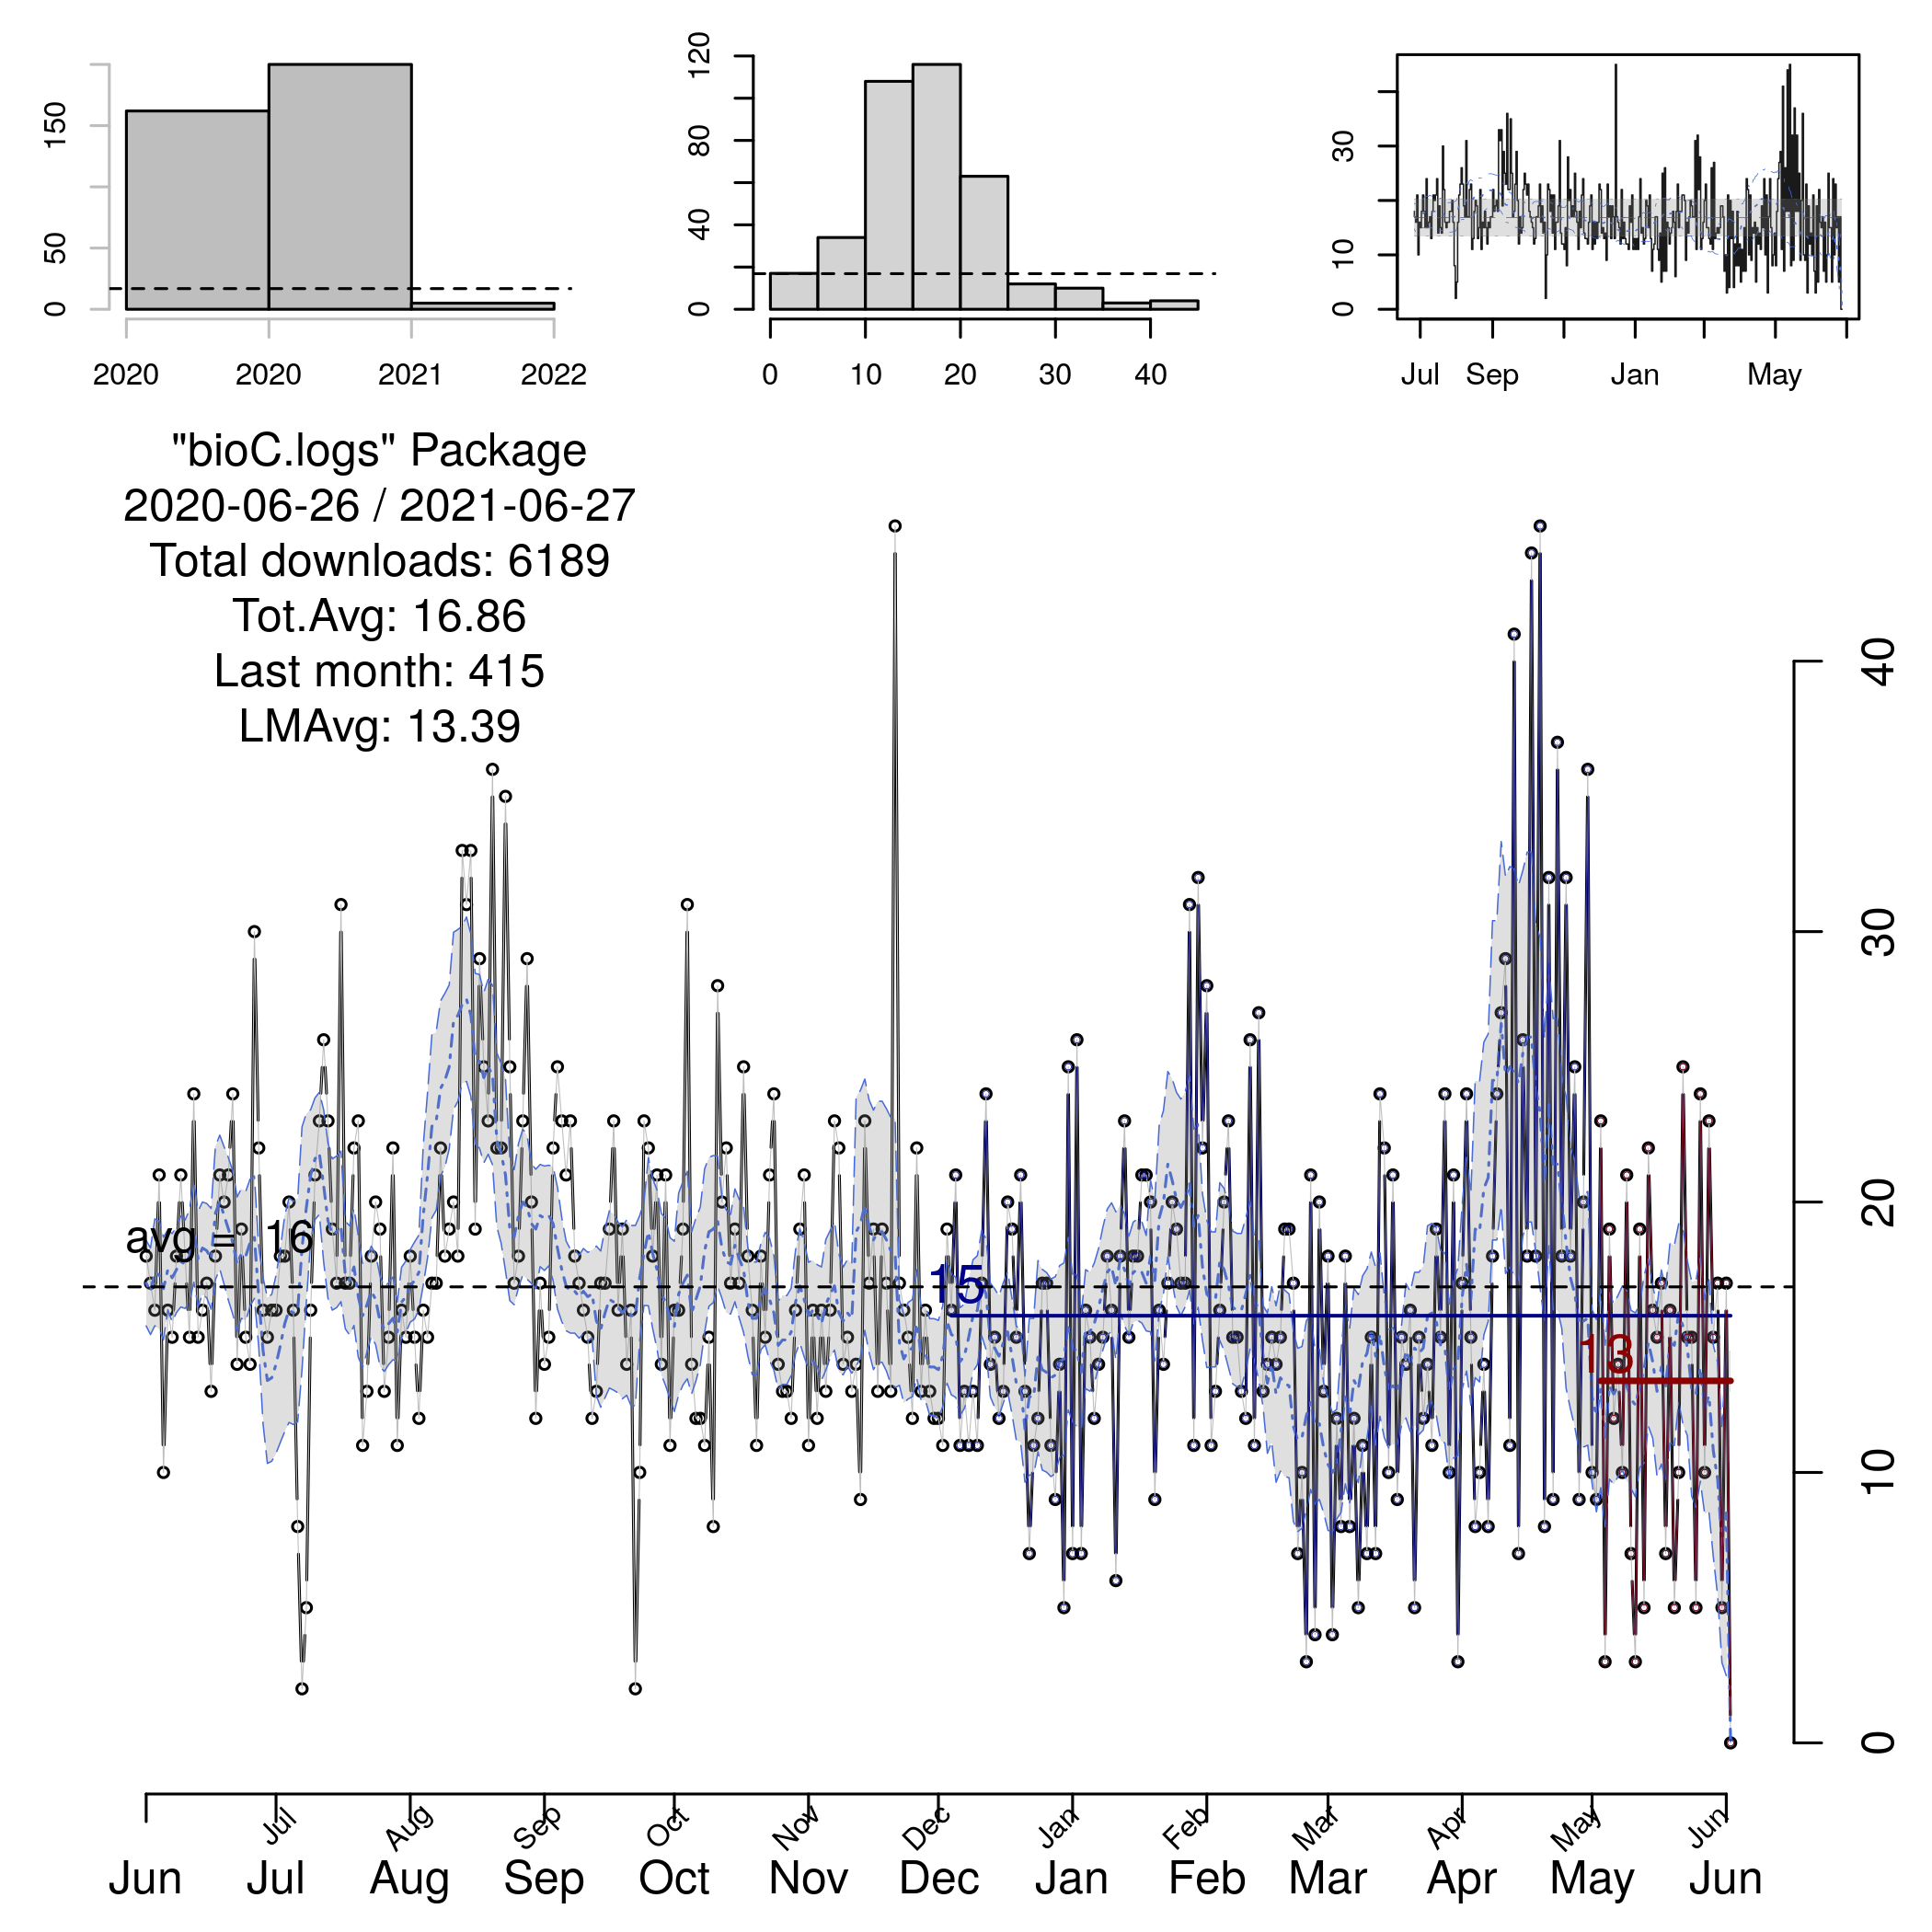 0 50 150
2020 2020 2021 2022
0 40 80 120
0 10 20 30 40
0 10 30
Jul Sep Jan May
"bioC.logs" Package
2020-06-26 / 2021-06-27
Total downloads: 6189
Tot.Avg: 16.86
Last month: 415
LMAvg: 13.39
avg = 16
15
13
0 10 20 30 40
Jul Aug Sep Oct Nov Dec Jan Feb Mar Apr May Jun
Jun Jul Aug Sep Oct Nov Dec Jan Feb Mar Apr May Jun